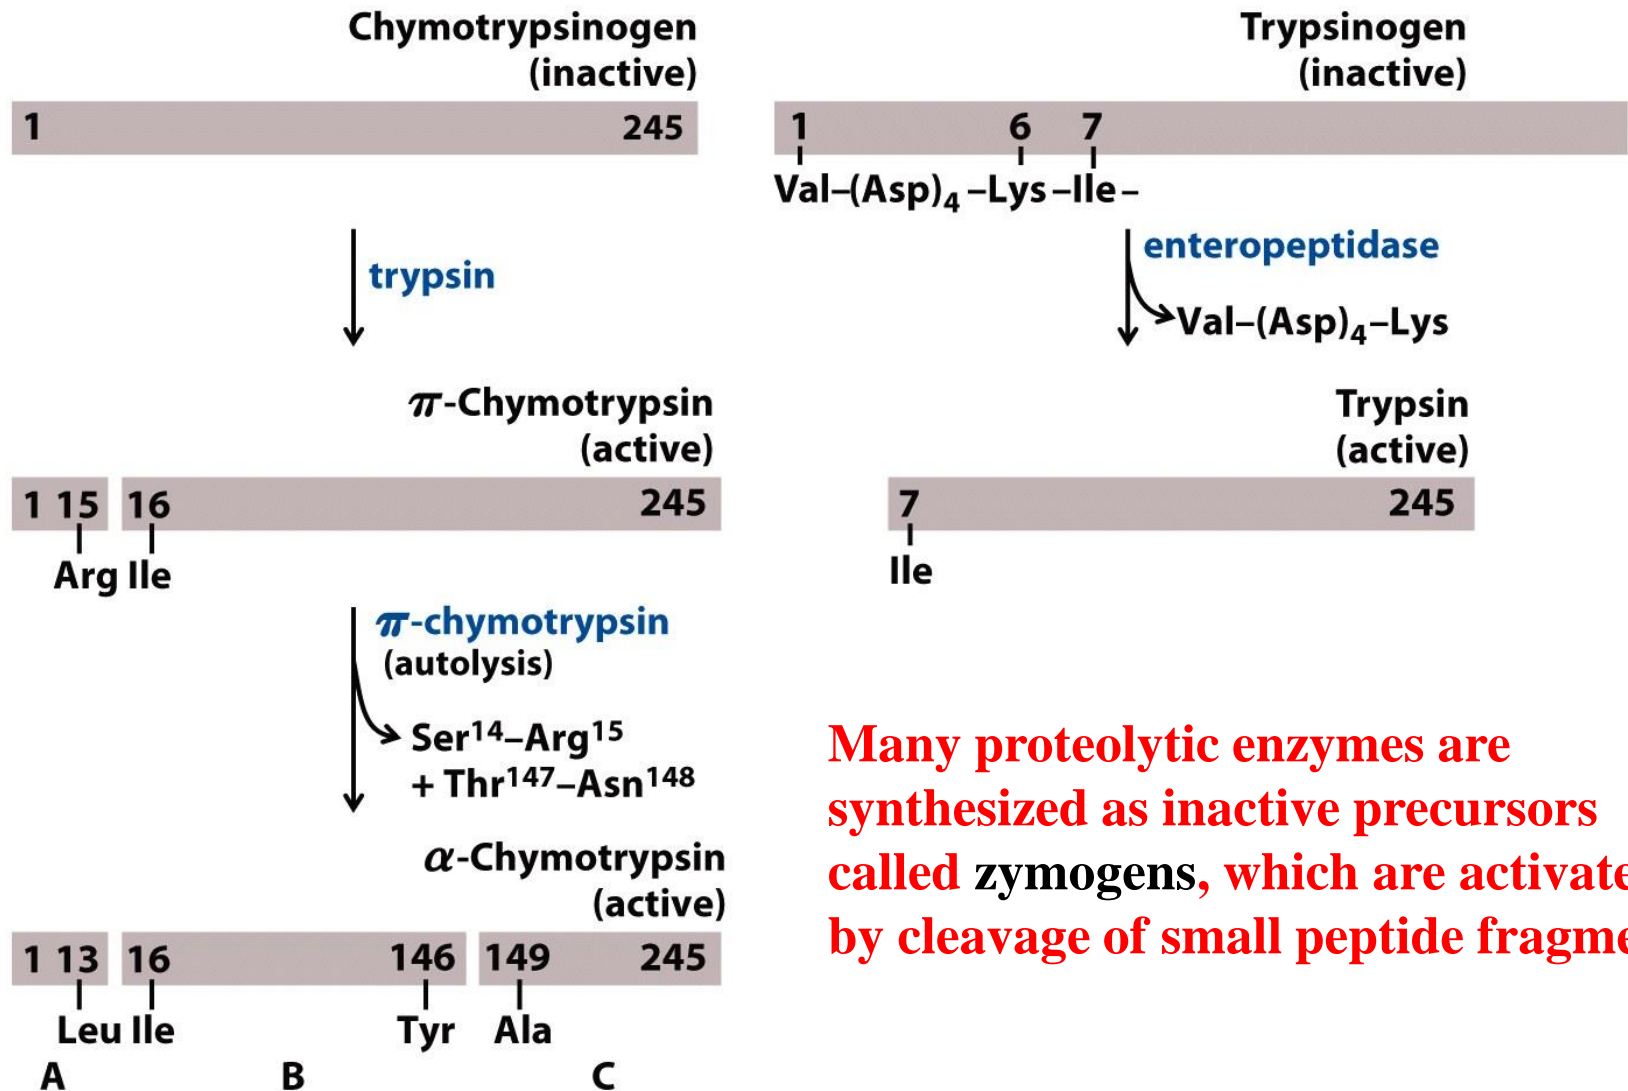 Chymotrypsinogen
(inactive)
1 245
trypsin
π-Chymotrypsin
(active)
1 15 16 245
Arg Ile
π-chymotrypsin
(autolysis)
Ser¹⁴–Arg¹⁵
+ Thr¹⁴⁷–Asn¹⁴⁸
α-Chymotrypsin
(active)
1 13 16 146 149 245
Leu Ile Tyr Ala
A B C
Trypsinogen
(inactive)
1 6 7
Val–(Asp)₄–Lys–Ile–
enteropeptidase
Val–(Asp)₄–Lys
Trypsin
(active)
7 245
Ile
Many proteolytic enzymes are
synthesized as inactive precursors
called zymogens, which are activate
by cleavage of small peptide fragme